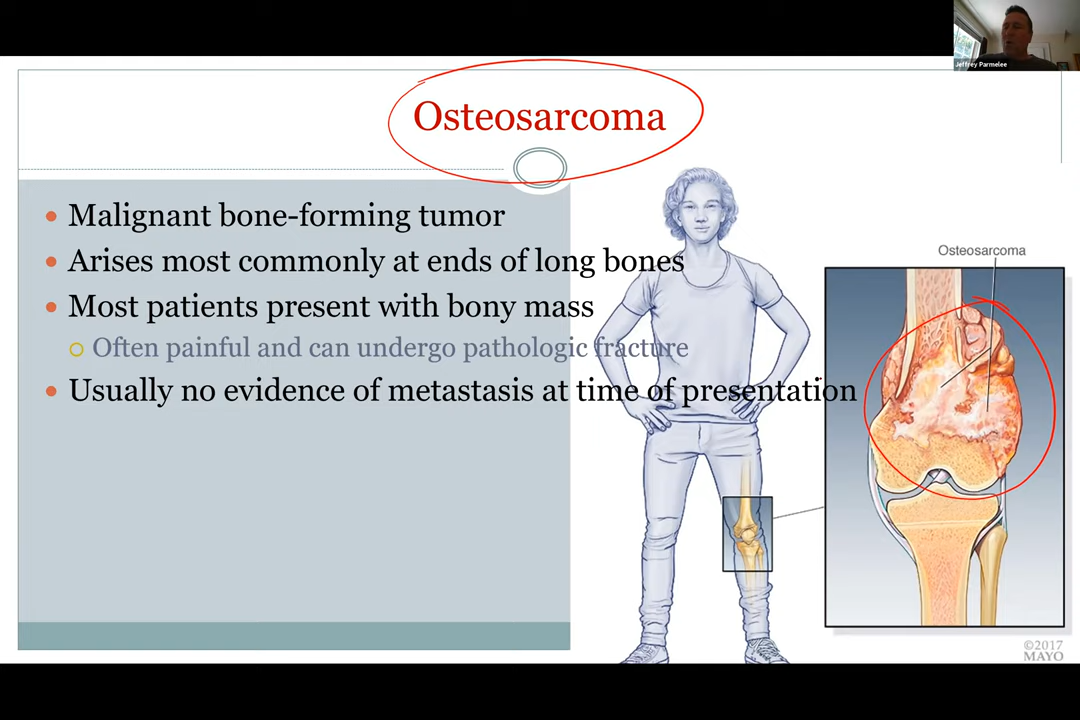 Jeffrey Parmelee
Osteosarcoma
Malignant bone-forming tumor
Arises most commonly at ends of long bones
Most patients present with bony mass
Often painful and can undergo pathologic fracture
Usually no evidence of metastasis at time of presentation
Osteosarcoma
©2017
MAYO